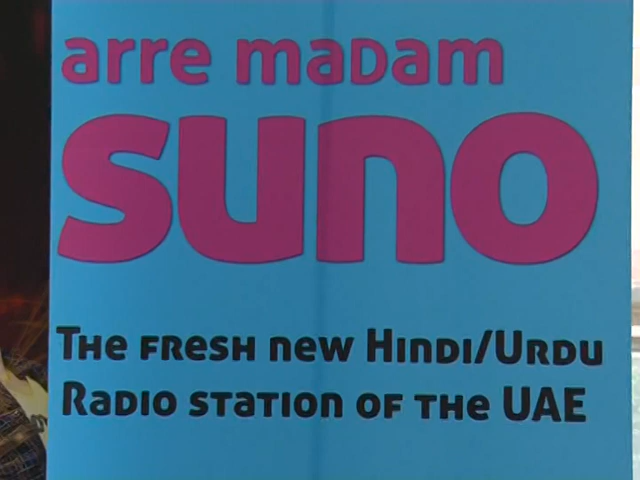 arre madam
suno
The fresh new Hindi/Urdu
Radio station of the UAE